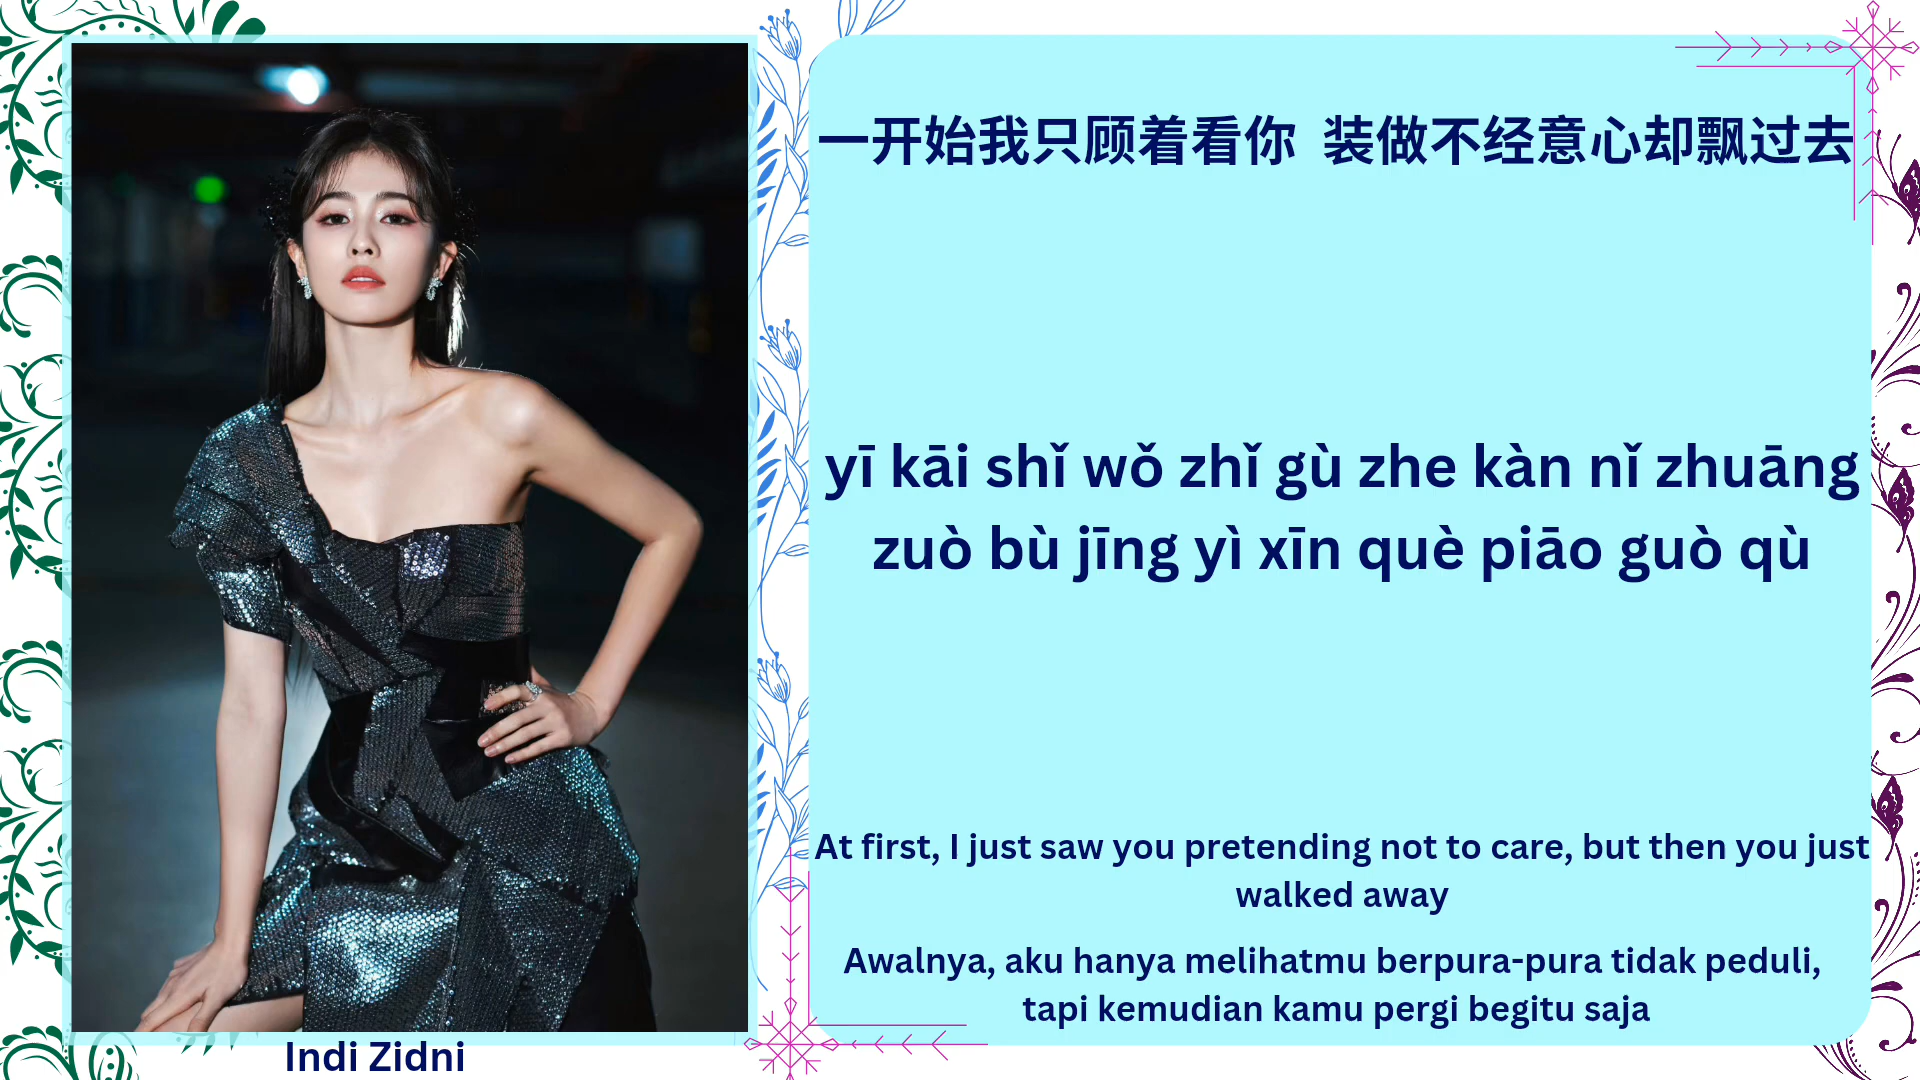 一开始我只顾着看你 装做不经意心却飘过去
yī kāi shǐ wǒ zhǐ gù zhe kàn nǐ zhuāng
zuò bù jīng yì xīn què piāo guò qù
At first, I just saw you pretending not to care, but then you just
walked away
Awalnya, aku hanya melihatmu berpura-pura tidak peduli,
tapi kemudian kamu pergi begitu saja
Indi Zidni